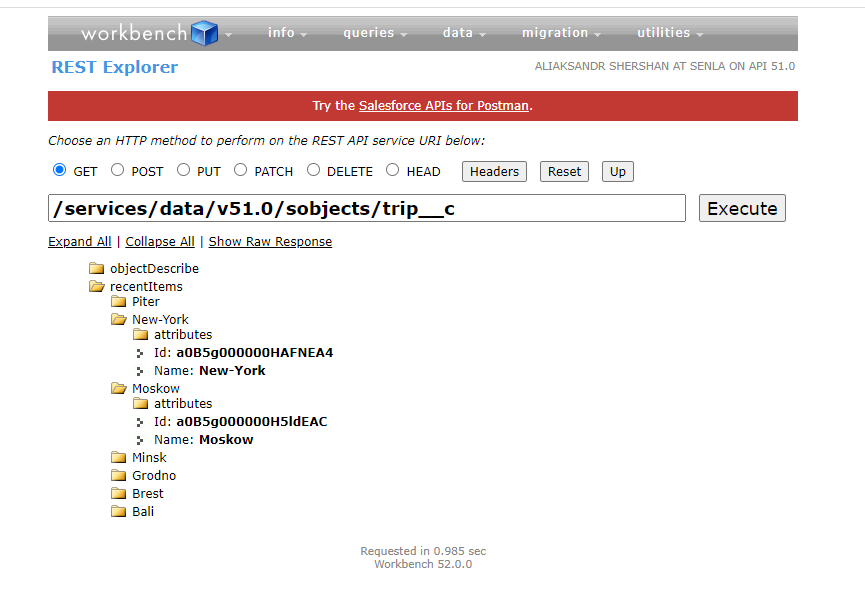 workbench info queries data migration utilities
REST Explorer ALIAKSANDR SHERSHAN AT SENLA ON API 51.0
Try the Salesforce APIs for Postman.
Choose an HTTP method to perform on the REST API service URI below:
GET POST PUT PATCH DELETE HEAD Headers Reset Up
/services/data/v51.0/sobjects/trip__c Execute
Expand All | Collapse All | Show Raw Response
objectDescribe
recentItems
Piter
New-York
attributes
Id: a0B5g000000HAFNEA4
Name: New-York
Moskow
attributes
Id: a0B5g000000H5ldEAC
Name: Moskow
Minsk
Grodno
Brest
Bali
Requested in 0.985 sec
Workbench 52.0.0